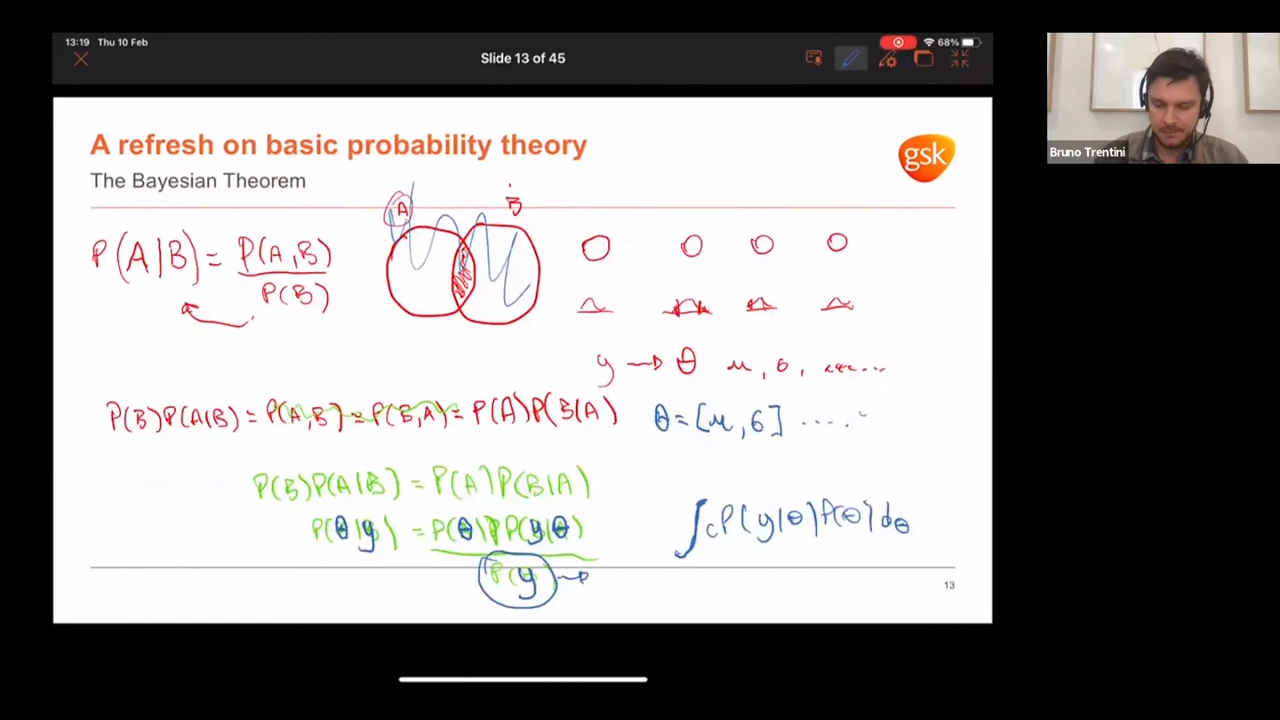 13:19 Thu 10 Feb
68%
Slide 13 of 45
Bruno Trentini
A refresh on basic probability theory
gsk
The Bayesian Theorem
A B
P(A|B) = P(A,B)
P(B)
y → θ μ, σ, ....
P(B)P(A|B) = P(A,B) = P(B,A) = P(A)P(B|A)
θ = [μ, σ] .....
P(B)P(A|B) = P(A)P(B|A)
P(θ|y) = P(θ)P(y|θ)
P(y) →
∫ P(y|θ)P(θ)dθ
13